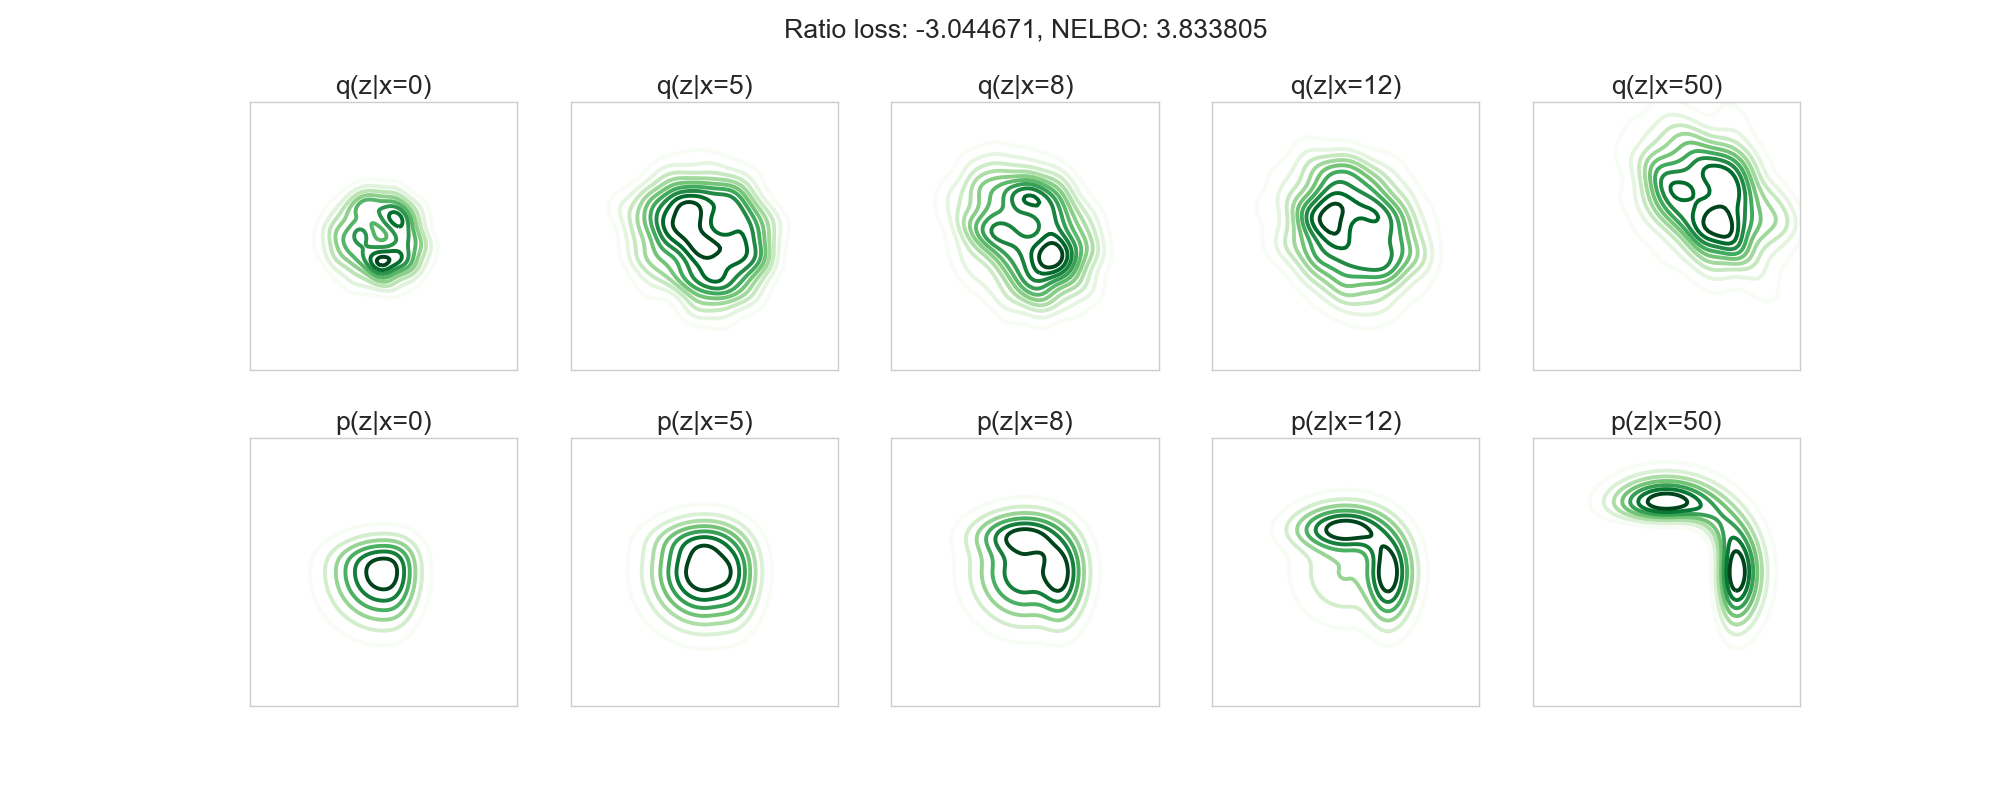 Ratio loss: -3.044671, NELBO: 3.833805
q(z|x=0) q(z|x=5) q(z|x=8) q(z|x=12) q(z|x=50)
p(z|x=0) p(z|x=5) p(z|x=8) p(z|x=12) p(z|x=50)